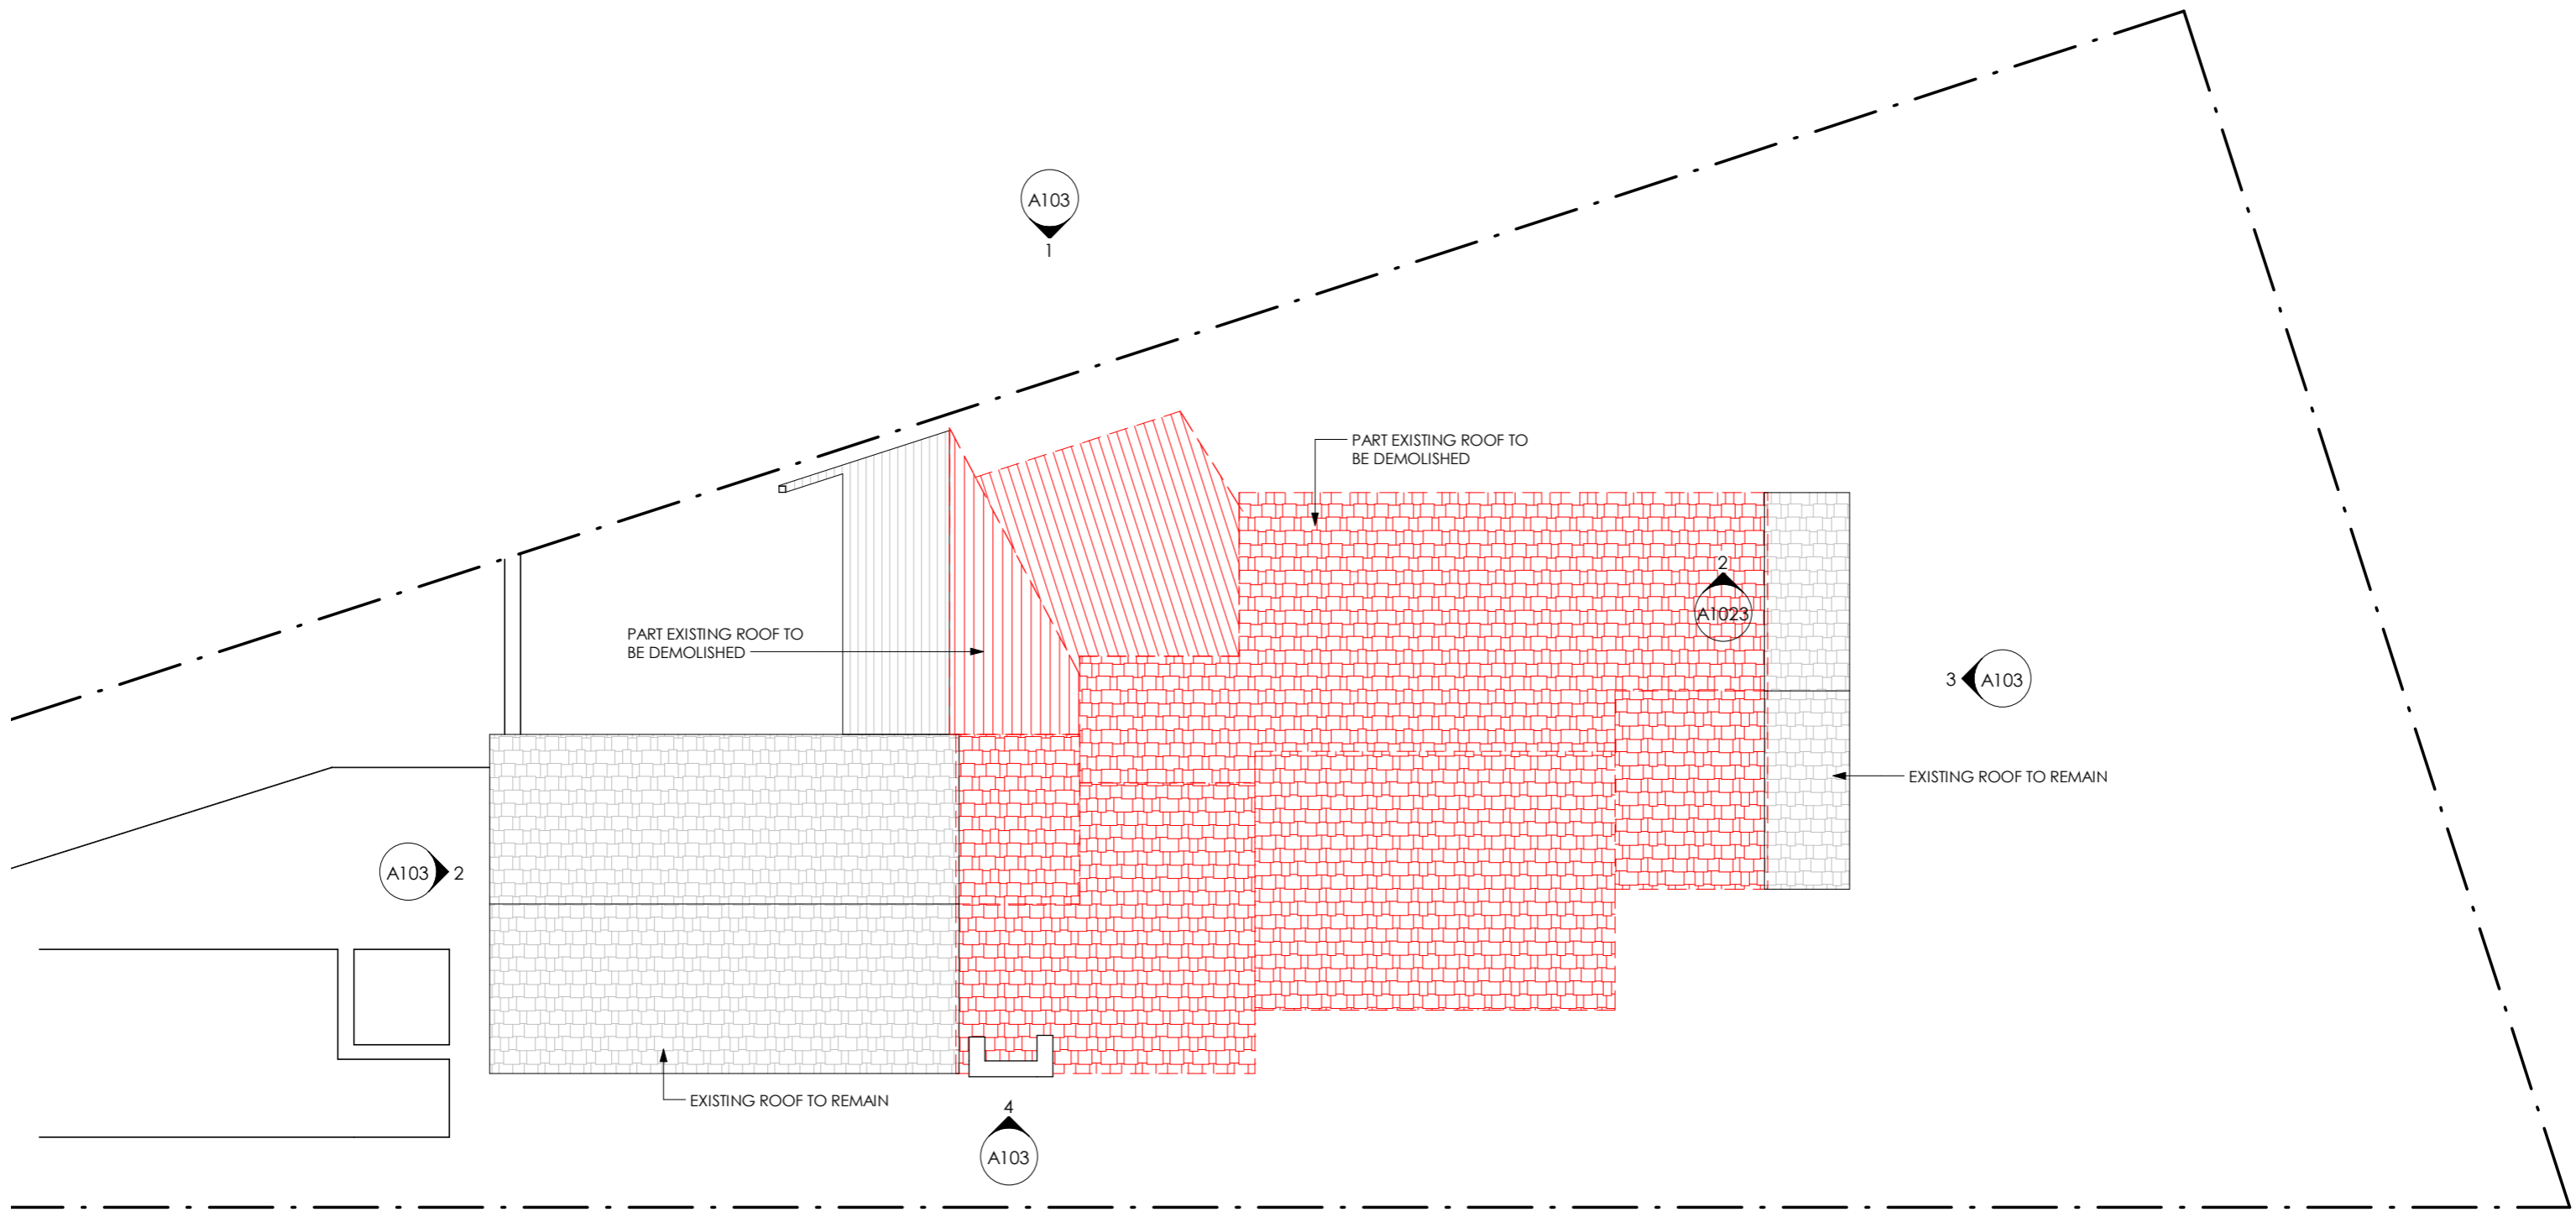 A103
1
PART EXISTING ROOF TO
BE DEMOLISHED
2
A1023
PART EXISTING ROOF TO
BE DEMOLISHED
3 A103
EXISTING ROOF TO REMAIN
A103 2
EXISTING ROOF TO REMAIN
4
A103